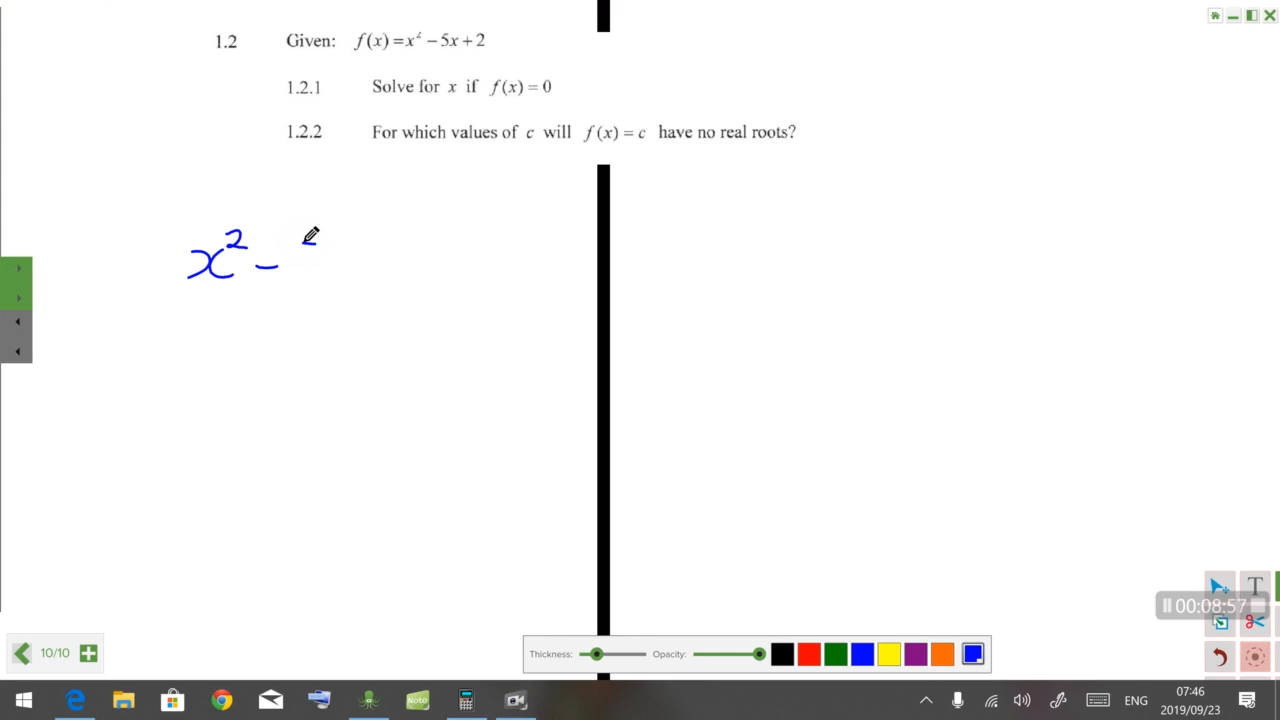 1.2 Given: f(x) = x² − 5x + 2
1.2.1 Solve for x if f(x) = 0
1.2.2 For which values of c will f(x) = c have no real roots?
x² −
T
00:08:57
10/10
Thickness: Opacity:
Note
ENG
07:46
2019/09/23